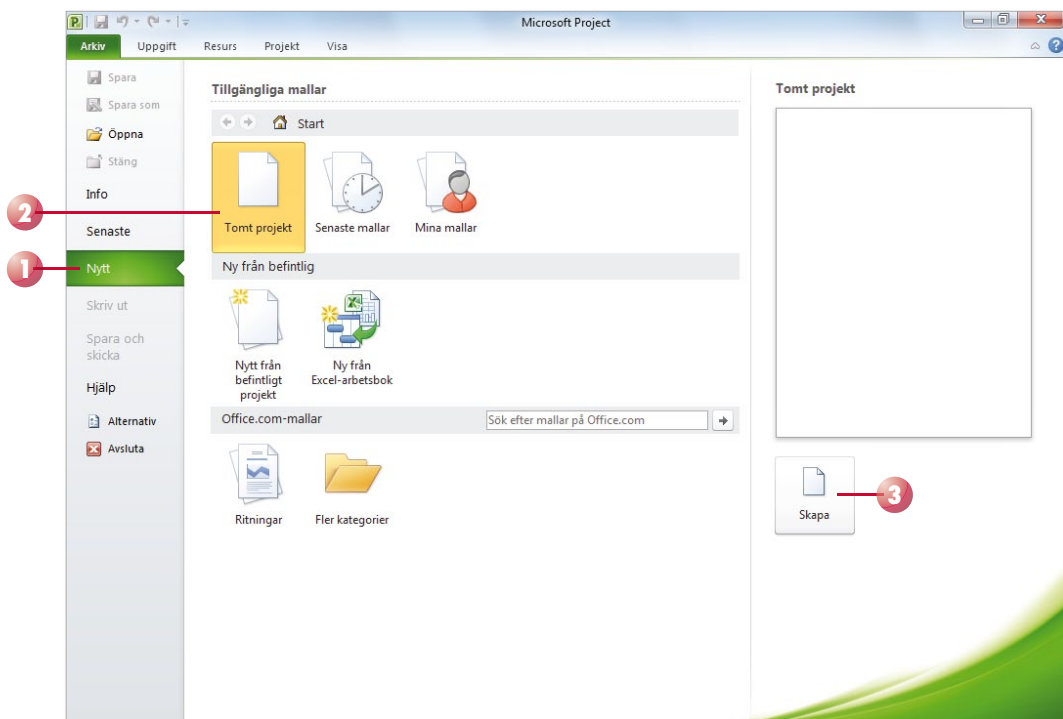 Microsoft Project
Arkiv Uppgift Resurs Projekt Visa
Spara
Spara som
Öppna
Stäng
Info
Senaste
Nytt
Skriv ut
Spara och
skicka
Hjälp
Alternativ
Avsluta
2
1
Tillgängliga mallar
Start
Tomt projekt Senaste mallar Mina mallar
Ny från befintlig
Nytt från
befintligt
projekt
Ny från
Excel-arbetsbok
Office.com-mallar Sök efter mallar på Office.com
Ritningar Fler kategorier
Tomt projekt
Skapa
3